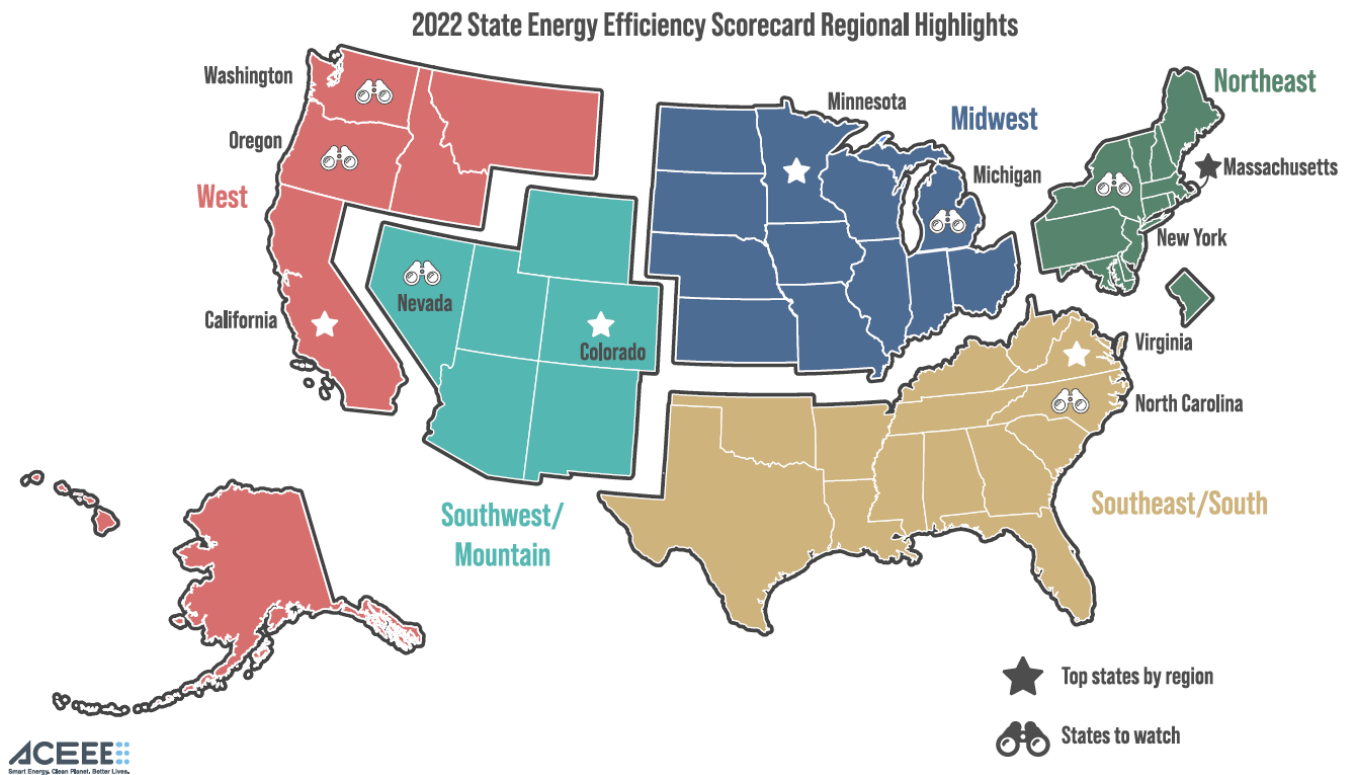 2022 State Energy Efficiency Scorecard Regional Highlights
Washington
Oregon
West
California
Nevada
Colorado
Southwest/
Mountain
Minnesota
Midwest
Michigan
Northeast
Massachusetts
New York
Virginia
North Carolina
Southeast/South
Top states by region
States to watch
ACEEE
Smart Energy. Clean Planet. Better Lives.